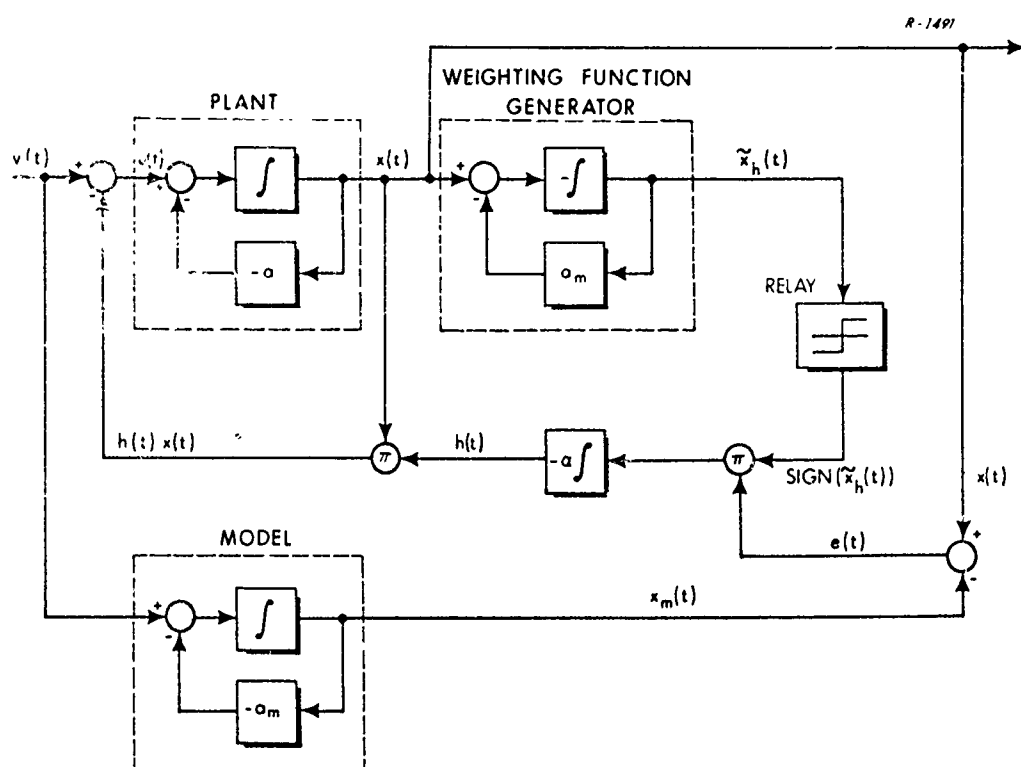 R-1491
WEIGHTING FUNCTION
GENERATOR
PLANT
v(t)
+
-
+
-
∫
x(t)
+
-
-∫
x̃h(t)
-a
am
RELAY
h(t) x(t)
π
h(t)
-α∫
π
SIGN(x̃h(t))
x(t)
MODEL
e(t)
+
-
xm(t)
+
-
∫
-am